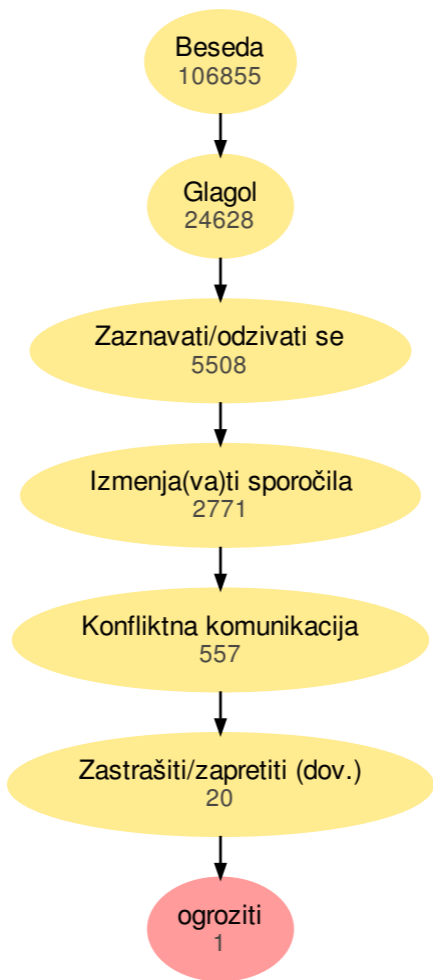 Beseda
106855
Glagol
24628
Zaznavati/odzivati se
5508
Izmenja(va)ti sporočila
2771
Konfliktna komunikacija
557
Zastrašiti/zapretiti (dov.)
20
ogroziti
1